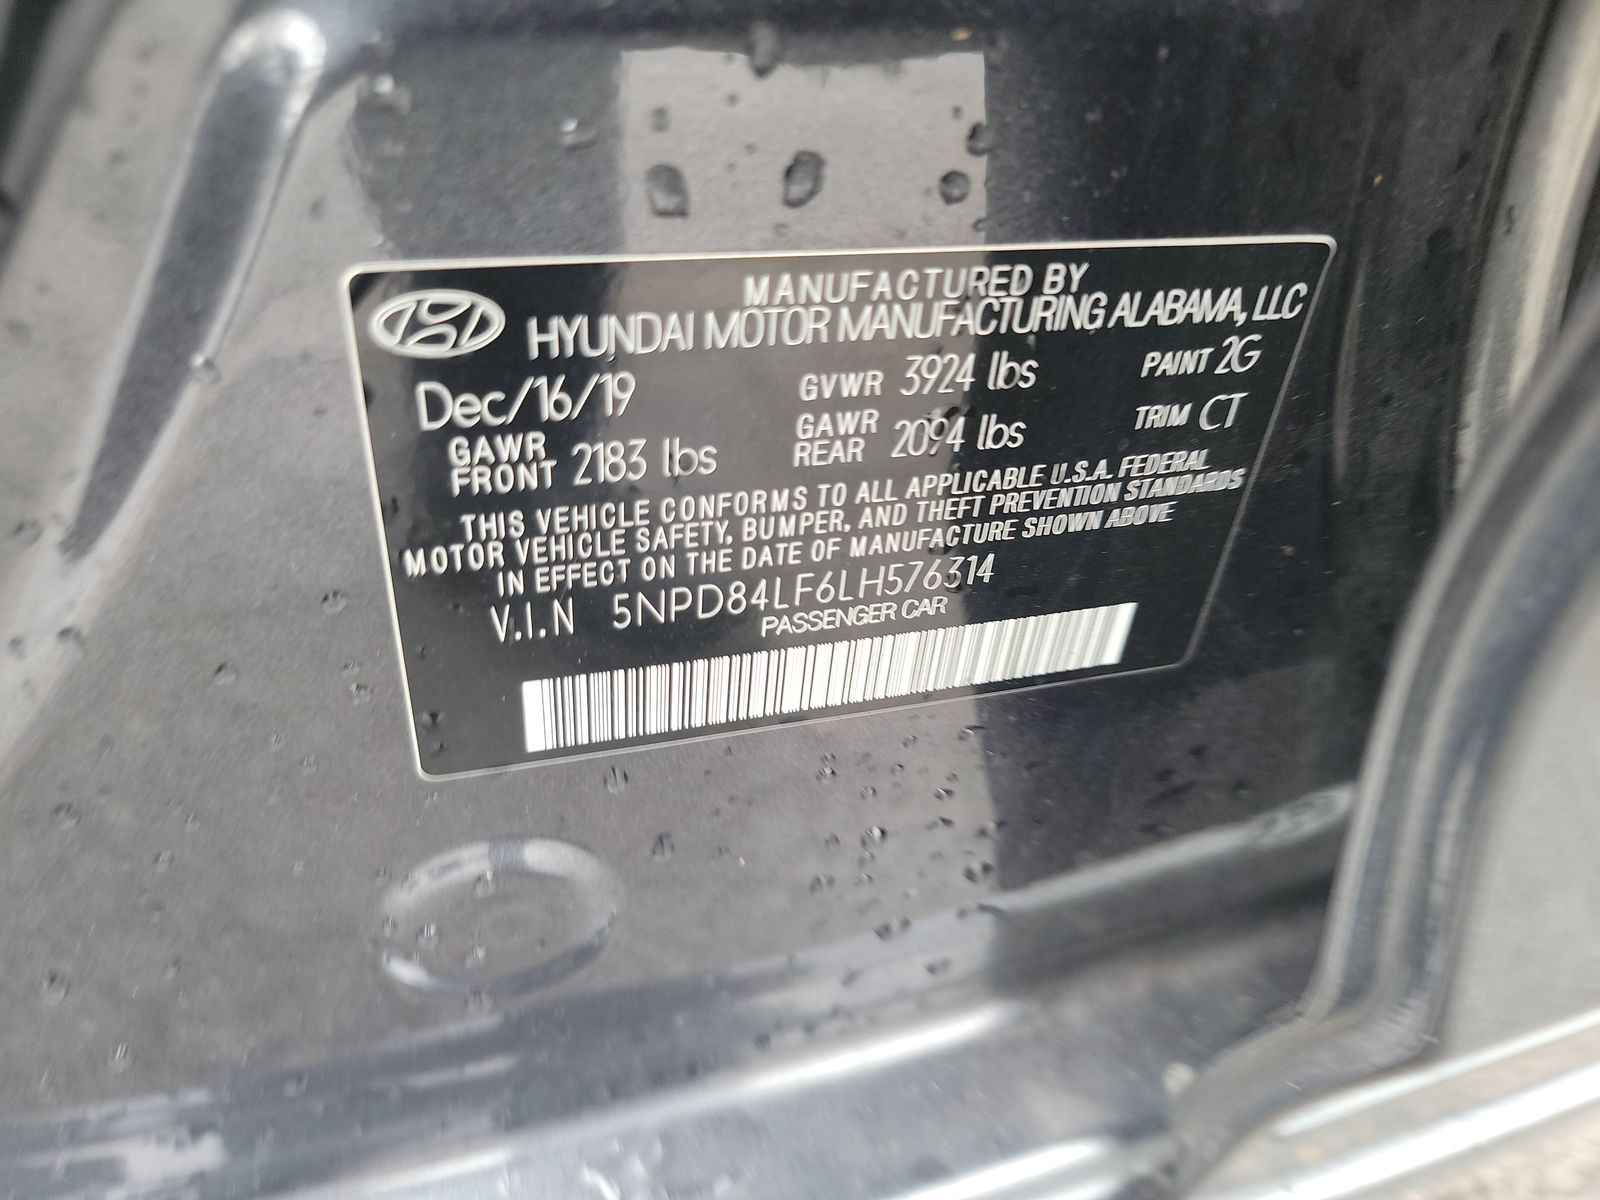 MANUFACTURED BY
HYUNDAI MOTOR MANUFACTURING ALABAMA, LLC
Dec/16/19 GVWR 3924 lbs PAINT 2G
GAWR FRONT 2183 lbs GAWR REAR 2094 lbs TRIM CT
THIS VEHICLE CONFORMS TO ALL APPLICABLE U.S.A. FEDERAL
MOTOR VEHICLE SAFETY, BUMPER, AND THEFT PREVENTION STANDARDS
IN EFFECT ON THE DATE OF MANUFACTURE SHOWN ABOVE
V.I.N 5NPD84LF6LH576314
PASSENGER CAR